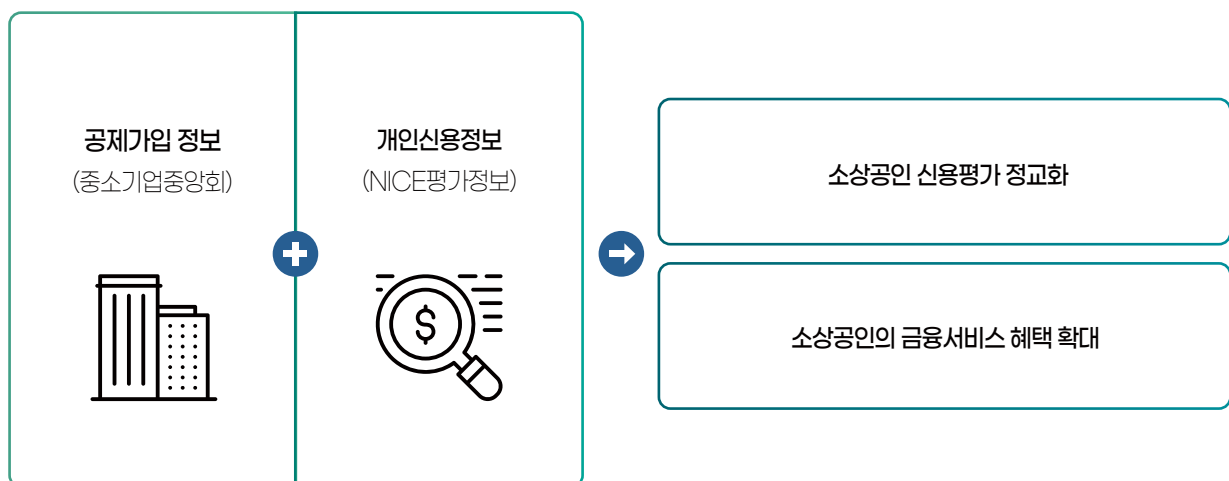 공제가입 정보
(중소기업중앙회)
개인신용정보
(NICE평가정보)
소상공인 신용평가 정교화
소상공인의 금융서비스 혜택 확대